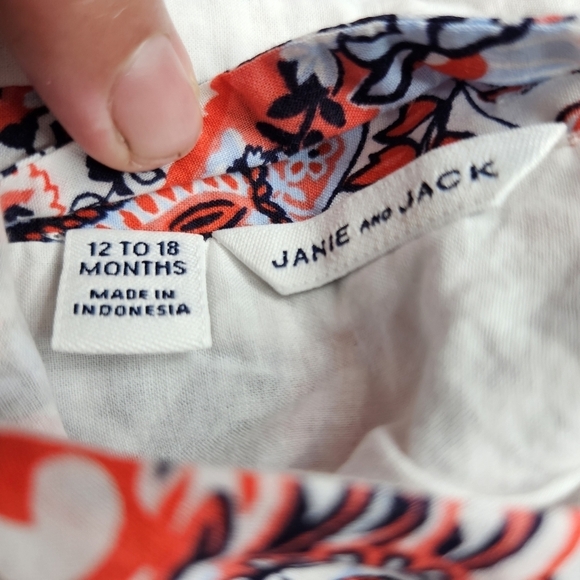 12 TO 18
MONTHS
MADE IN
INDONESIA
JANIE AND JACK